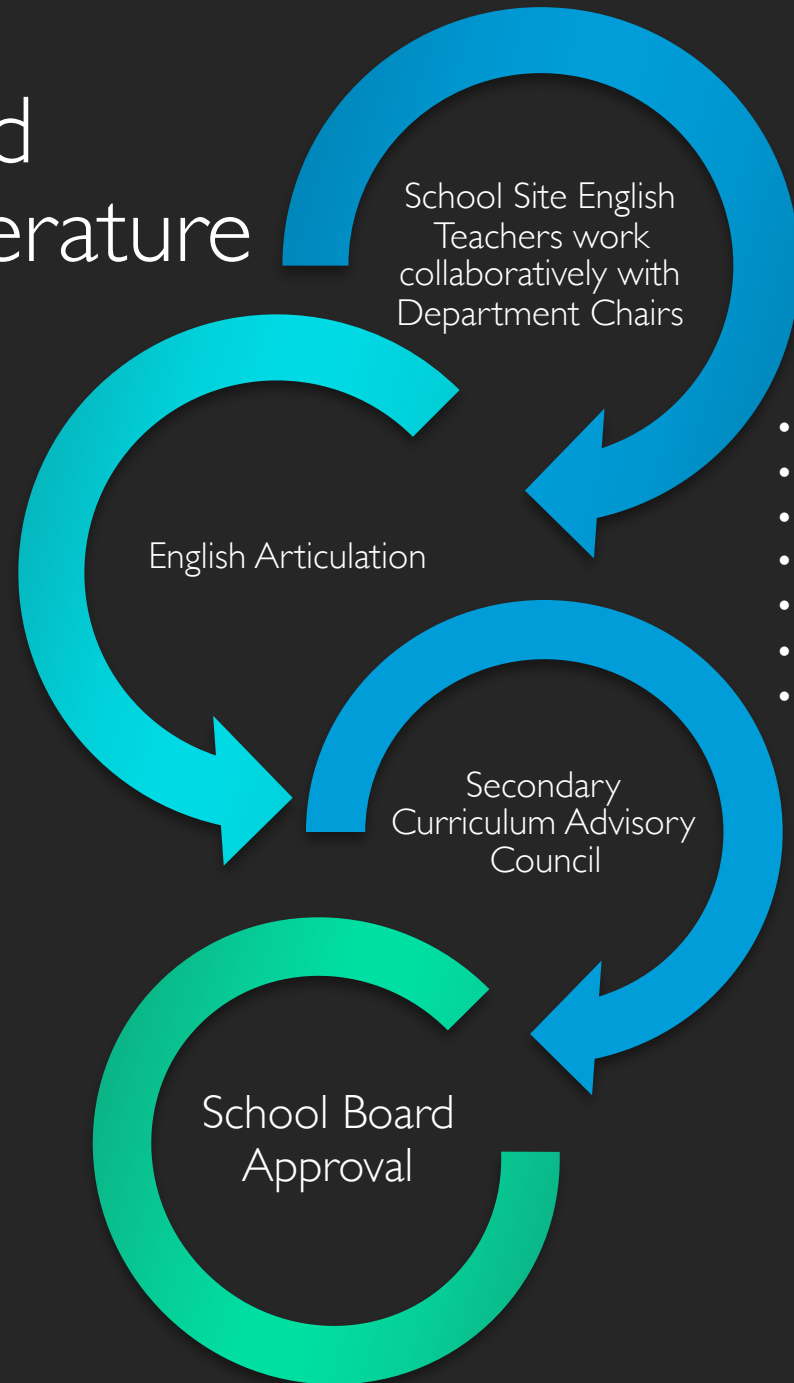 d
erature
School Site English
Teachers work
collaboratively with
Department Chairs
English Articulation
Secondary
Curriculum Advisory
Council
School Board
Approval